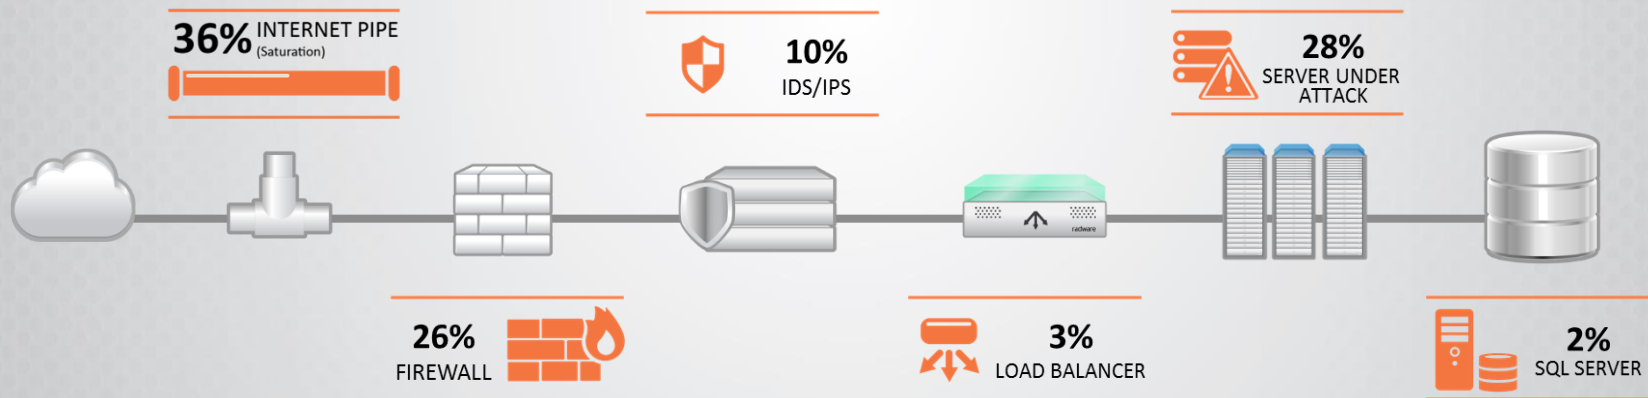 36% INTERNET PIPE
(Saturation)
10%
IDS/IPS
28%
SERVER UNDER
ATTACK
radware
26%
FIREWALL
3%
LOAD BALANCER
2%
SQL SERVER